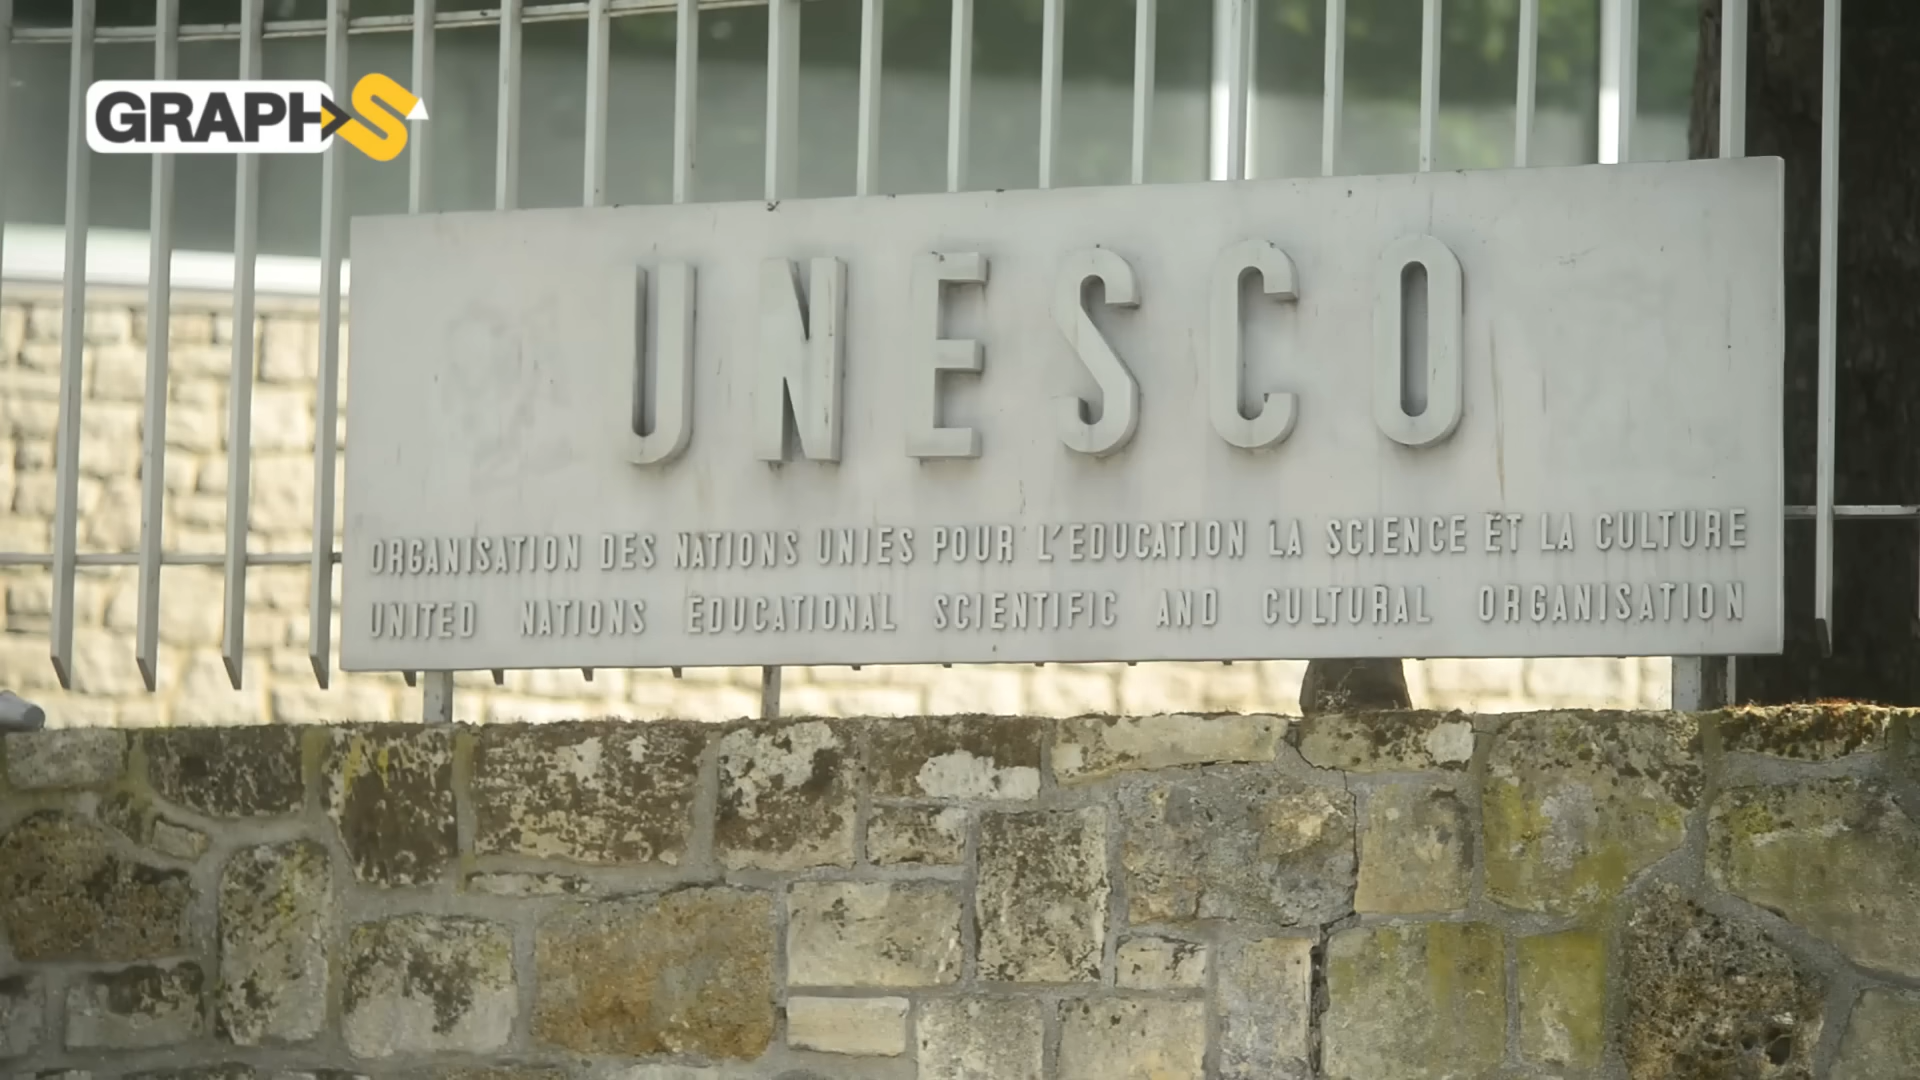 GRAPHS
UNESCO
ORGANISATION DES NATIONS UNIES POUR L'EDUCATION LA SCIENCE ET LA CULTURE
UNITED NATIONS EDUCATIONAL SCIENTIFIC AND CULTURAL ORGANISATION